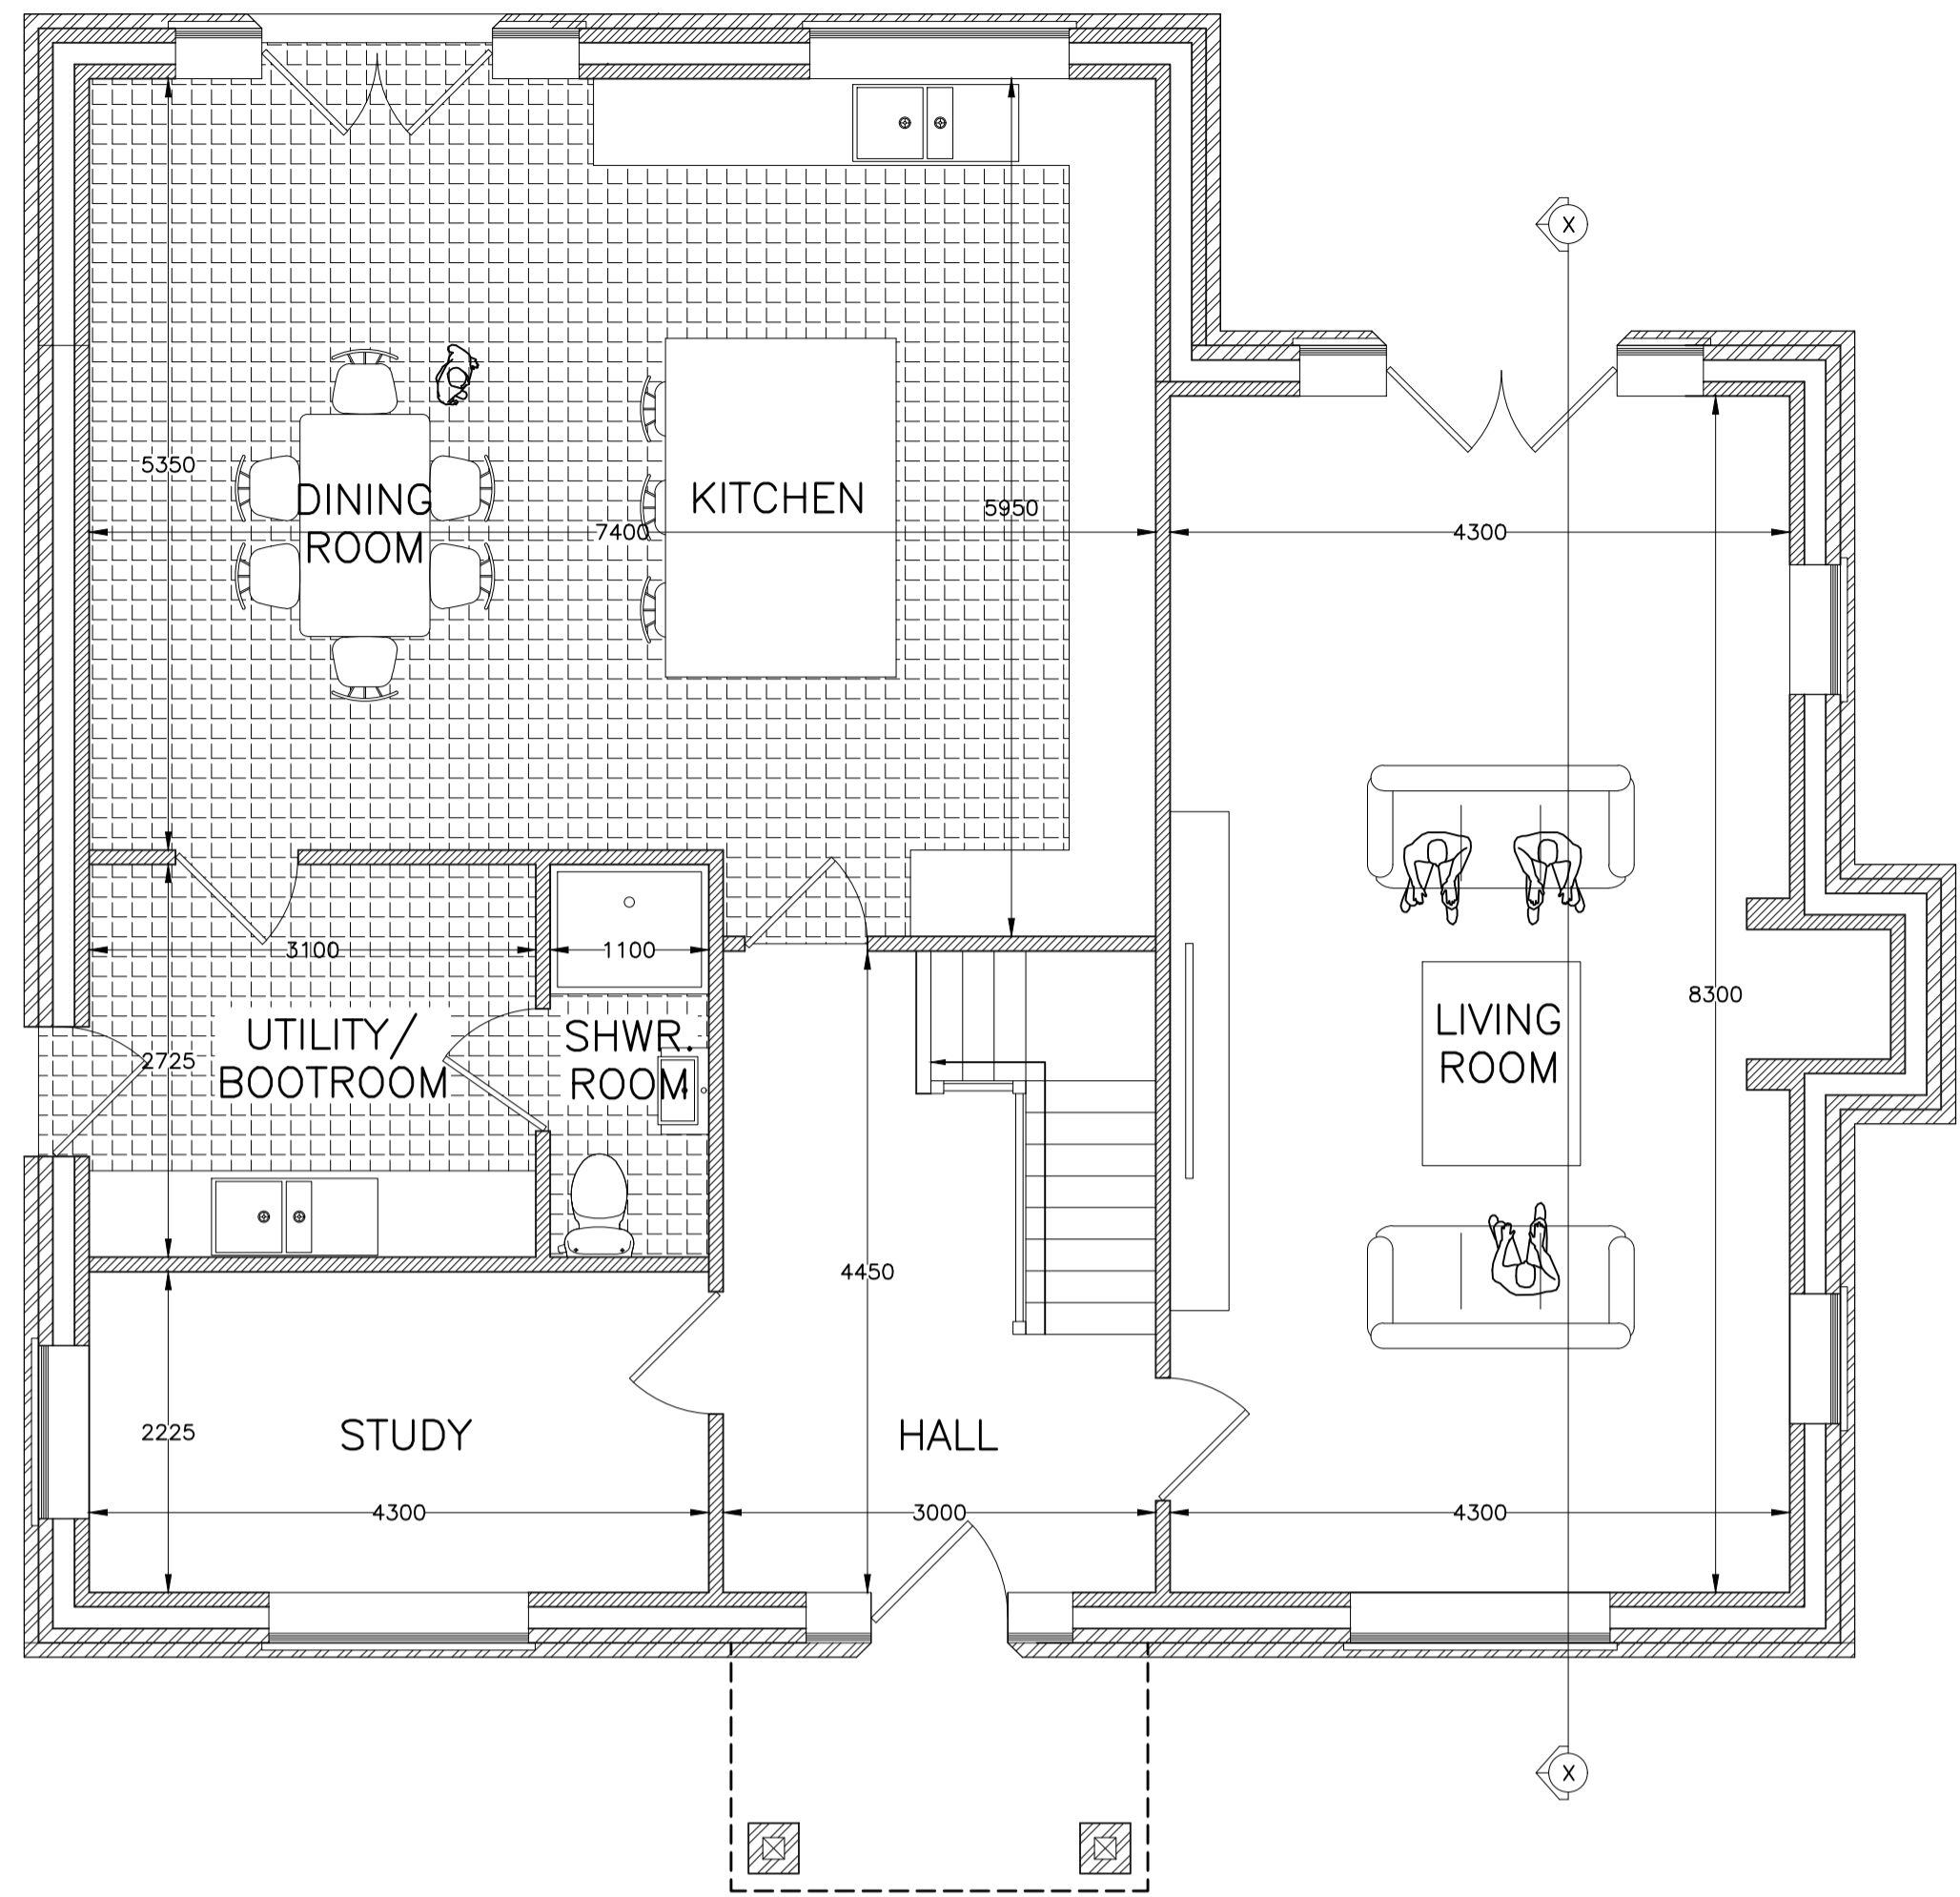 X
5350
DINING
ROOM
KITCHEN
5950
7400
4300
3100
1100
8300
UTILITY/
BOOTROOM
SHWR.
ROOM
LIVING
ROOM
2725
4450
2225
STUDY
HALL
4300
3000
4300
X